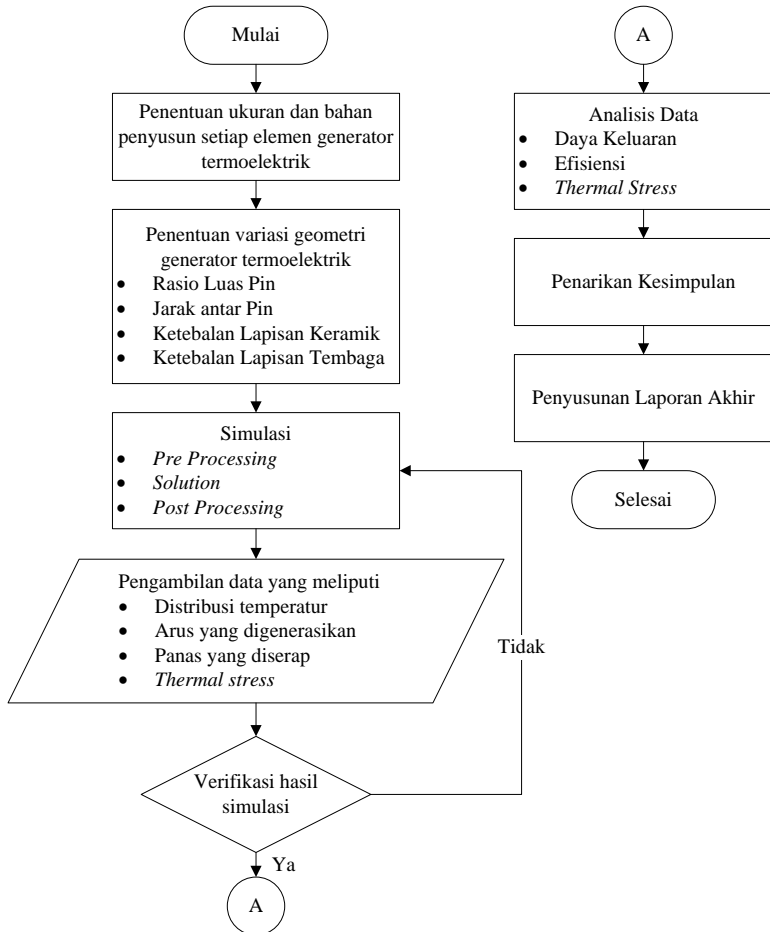 Mulai
Penentuan ukuran dan bahan
penyusun setiap elemen generator
termoelektrik
Penentuan variasi geometri
generator termoelektrik
• Rasio Luas Pin
• Jarak antar Pin
• Ketebalan Lapisan Keramik
• Ketebalan Lapisan Tembaga
Simulasi
• Pre Processing
• Solution
• Post Processing
Pengambilan data yang meliputi
• Distribusi temperatur
• Arus yang digenerasikan
• Panas yang diserap
• Thermal stress
Tidak
Verifikasi hasil
simulasi
Ya
A
A
Analisis Data
• Daya Keluaran
• Efisiensi
• Thermal Stress
Penarikan Kesimpulan
Penyusunan Laporan Akhir
Selesai